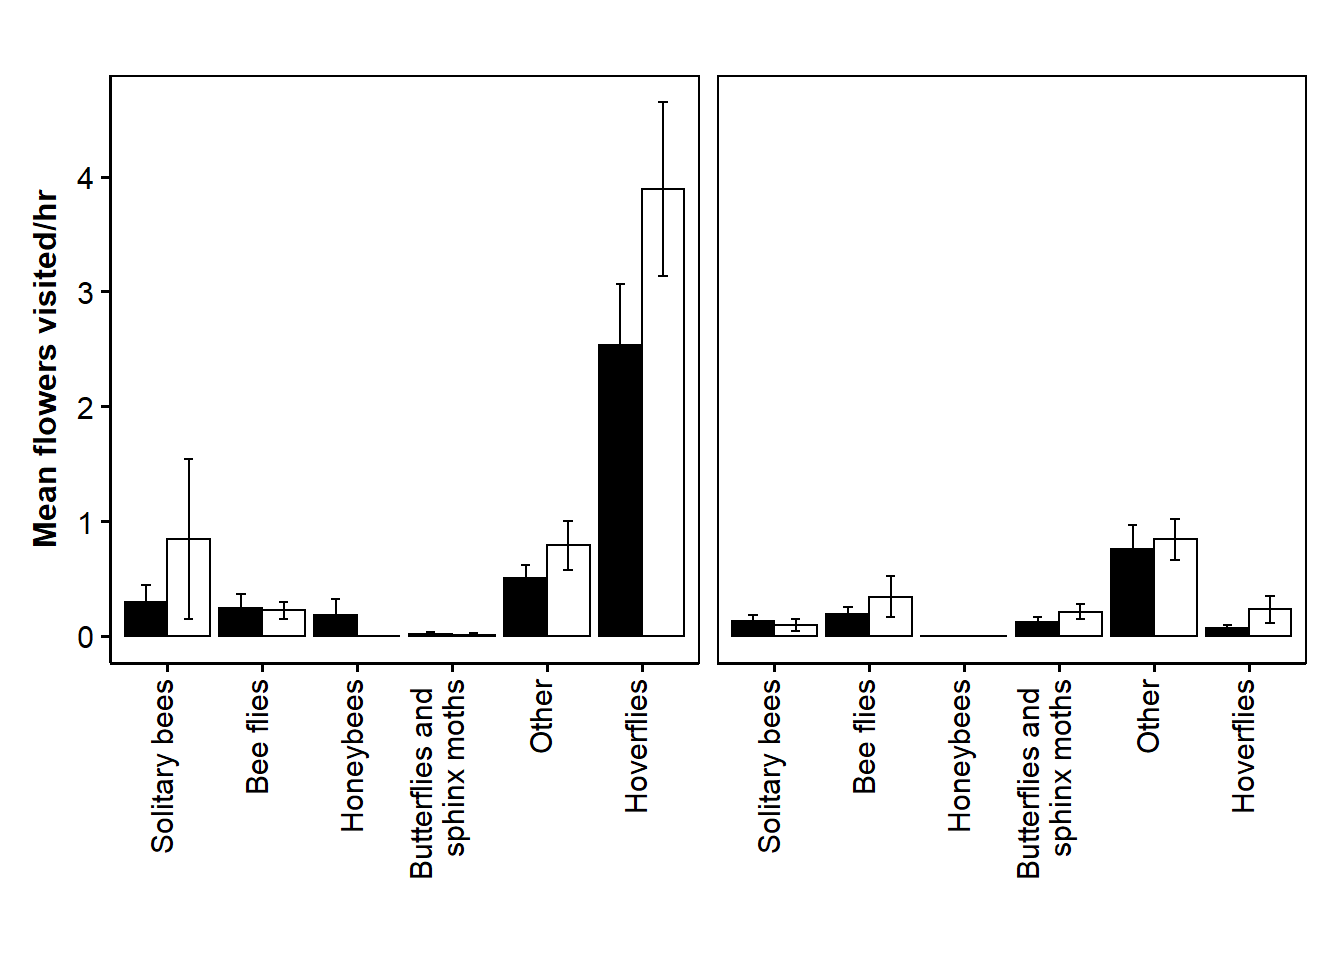 Mean flowers visited/hr
4
3
2
1
0
Solitary bees
Bee flies
Honeybees
Butterflies and
sphinx moths
Other
Hoverflies
Solitary bees
Bee flies
Honeybees
Butterflies and
sphinx moths
Other
Hoverflies